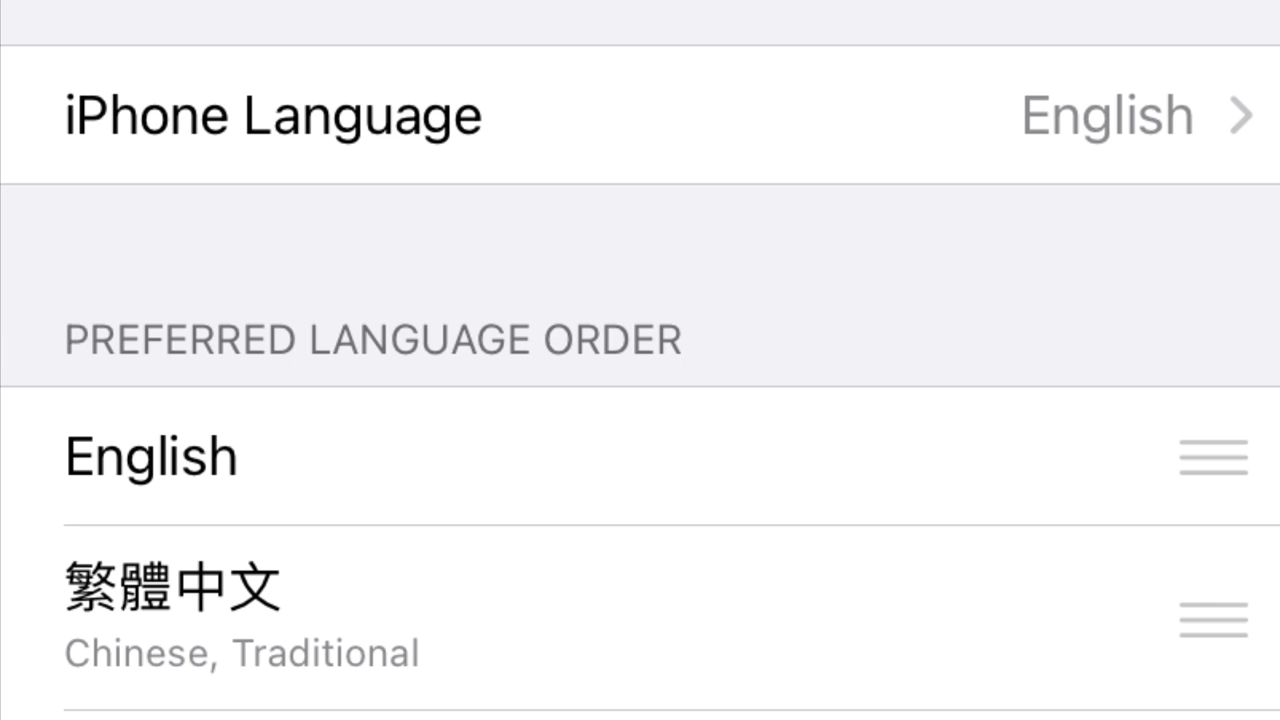 iPhone Language English
PREFERRED LANGUAGE ORDER
English
繁體中文
Chinese, Traditional